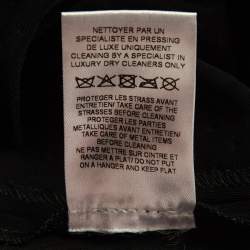 NETTOYER PAR UN
SPECIALISTE EN PRESSING
DE LUXE UNIQUEMENT
CLEANING BY A SPECIALIST IN
LUXURY DRY CLEANERS ONLY
PROTEGER LES STRASS AVANT
ENTRETIEN/ TAKE CARE OF THE
STRASSES BEFORE CLEANING
PROTEGER LES PARTIES
METALLIQUES AVANT ENTRETIEN/
TAKE CARE OF METAL ITEMS
BEFORE CLEANING
NE PAS METTRE SUR CINTRE ET
RANGER A PLAT/ DO NOT PUT
ON A HANGER AND KEEP FLAT